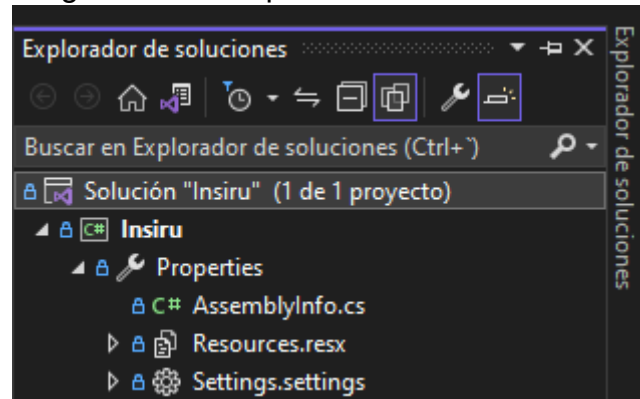 Explorador de soluciones
Buscar en Explorador de soluciones (Ctrl+`)
Solución "Insiru" (1 de 1 proyecto)
C# Insiru
Properties
C# AssemblyInfo.cs
Resources.resx
Settings.settings
Explorador de soluciones